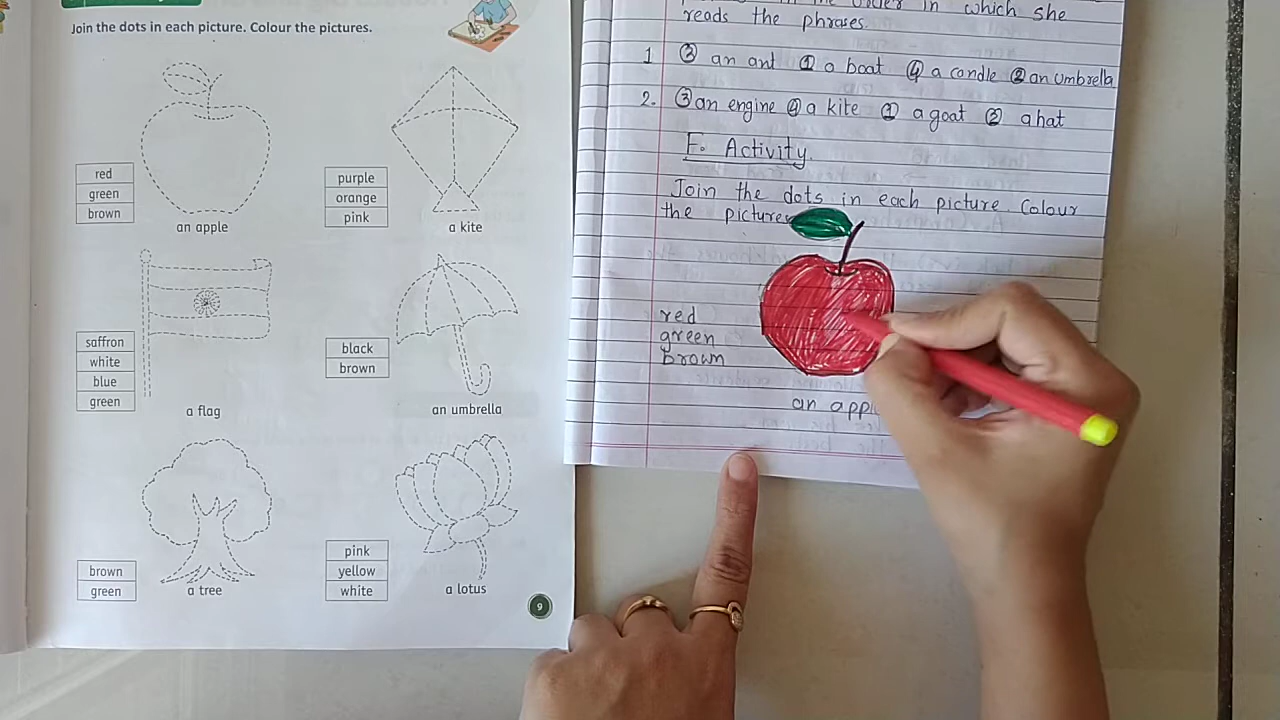 Join the dots in each picture. Colour the pictures.
red
green
brown
an apple
purple
orange
pink
a kite
saffron
white
blue
green
a flag
black
brown
an umbrella
brown
green
a tree
pink
yellow
white
a lotus
9
in which she
reads the phrases.
1 ③ an ant ① a boat ④ a candle ② an umbrella
2. ③ an engine ④ a kite ① a goat ② a hat
F. Activity.
Join the dots in each picture. Colour
the picture
red
green
brown
an